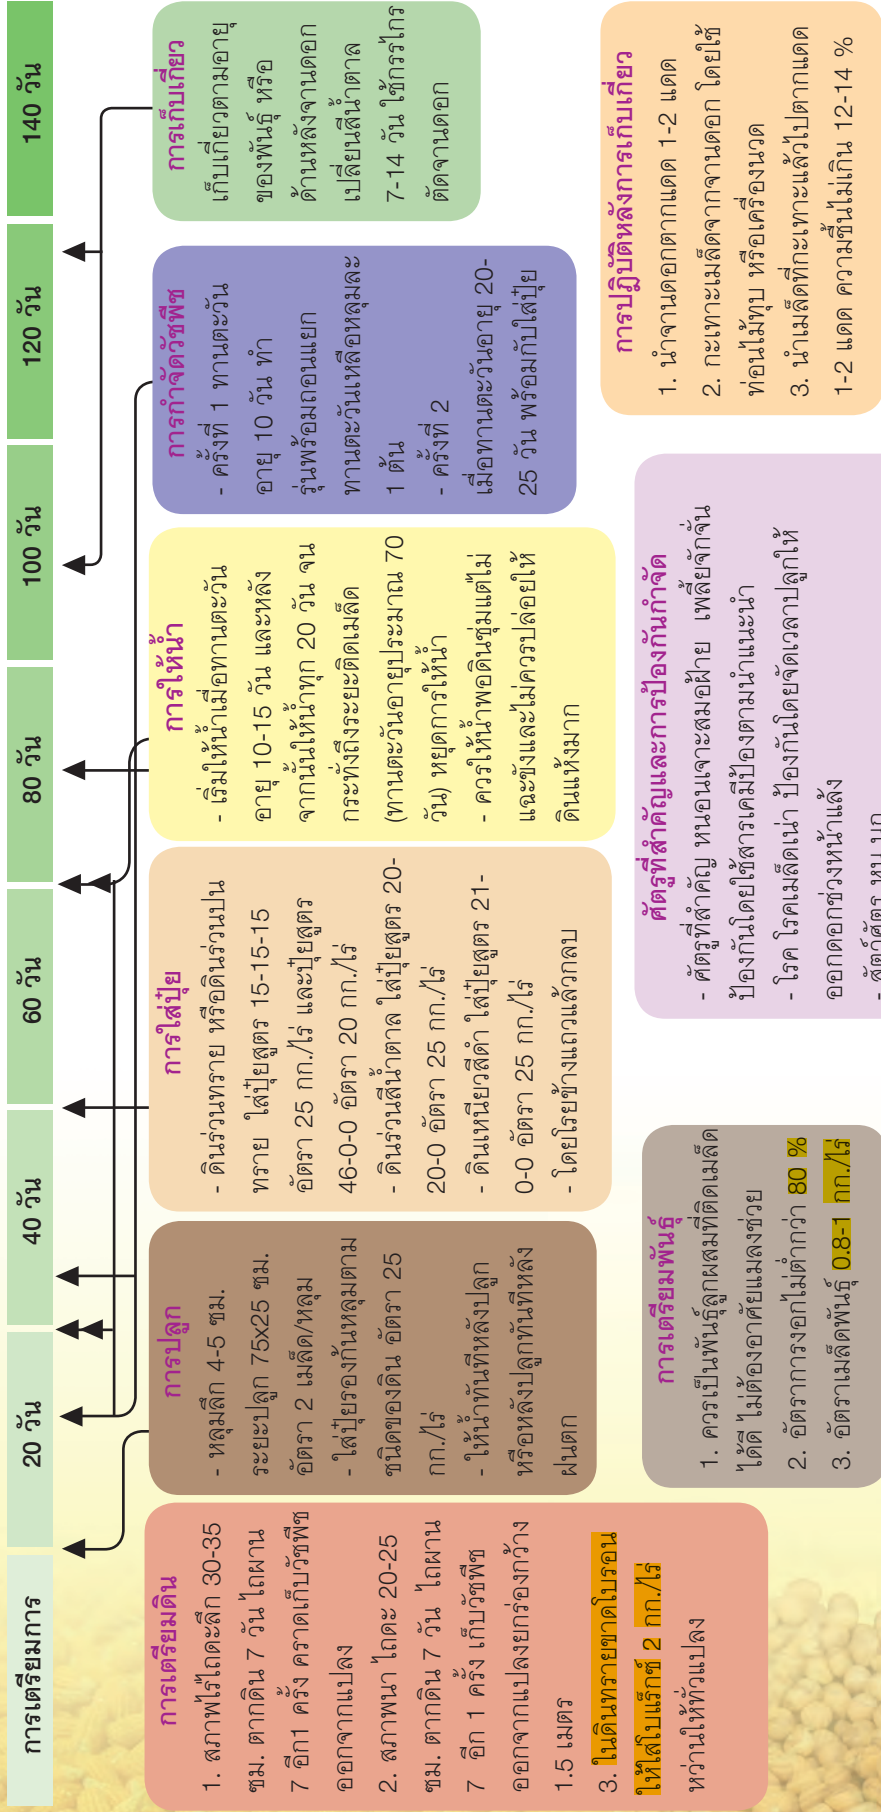 การเตรียมการ
20 วัน
40 วัน
60 วัน
80 วัน
100 วัน
120 วัน
140 วัน
การเตรียมดิน
1. สภาพไร่ไถดะลึก 30-35
ซม. ตากดิน 7 วัน ไถผาน
7 อีก1 ครั้ง คราดเก็บวัชพืช
ออกจากแปลง
2. สภาพนา ไถดะ 20-25
ซม. ตากดิน 7 วัน ไถผาน
7 อีก 1 ครั้ง เก็บวัชพืช
ออกจากแปลงยกร่องกว้าง
1.5 เมตร
3. ในดินทรายขาดโบรอน
ให้ใส่โบแร็กซ์ 2 กก./ไร่
หว่านให้ทั่วแปลง
การปลูก
- หลุมลึก 4-5 ซม.
ระยะปลูก 75x25 ซม.
อัตรา 2 เมล็ด/หลุม
- ใส่ปุ๋ยรองก้นหลุมตาม
ชนิดของดิน อัตรา 25
กก./ไร่
- ให้น้ำทันทีหลังปลูก
หรือหลังปลูกทันทีหลัง
ฝนตก
การใส่ปุ๋ย
- ดินร่วนทราย หรือดินร่วนปน
ทราย ใส่ปุ๋ยสูตร 15-15-15
อัตรา 25 กก./ไร่ และปุ๋ยสูตร
46-0-0 อัตรา 20 กก./ไร่
- ดินร่วนสีน้ำตาล ใส่ปุ๋ยสูตร 20-
20-0 อัตรา 25 กก./ไร่
- ดินเหนียวสีดำ ใส่ปุ๋ยสูตร 21-
0-0 อัตรา 25 กก./ไร่
- โดยโรยข้างแถวแล้วกลบ
การให้น้ำ
- เริ่มให้น้ำเมื่อทานตะวัน
อายุ 10-15 วัน และหลัง
จากนั้นให้น้ำทุก 20 วัน จน
กระทั่งถึงระยะติดเมล็ด
(ทานตะวันอายุประมาณ 70
วัน) หยุดการให้น้ำ
- ควรให้น้ำพอดินชุ่มแต่ไม่
แฉะขังและไม่ควรปล่อยให้
ดินแห้งมาก
การกำจัดวัชพืช
- ครั้งที่ 1 ทานตะวัน
อายุ 10 วัน ทำ
รุ่นพร้อมถอนแยก
ทานตะวันเหลือหลุมละ
1 ต้น
- ครั้งที่ 2
เมื่อทานตะวันอายุ 20-
25 วัน พร้อมกับใส่ปุ๋ย
การเก็บเกี่ยว
เก็บเกี่ยวตามอายุ
ของพันธุ์ หรือ
ด้านหลังจานดอก
เปลี่ยนสีน้ำตาล
7-14 วัน ใช้กรรไกร
ตัดจานดอก
การเตรียมพันธุ์
1. ควรเป็นพันธุ์ลูกผสมที่ติดเมล็ด
ได้ดี ไม่ต้องอาศัยแมลงช่วย
2. อัตราการงอกไม่ต่ำกว่า 80 %
3. อัตราเมล็ดพันธุ์ 0.8-1 กก./ไร่
ศัตรูที่สำคัญและการป้องกันกำจัด
- ศัตรูที่สำคัญ หนอนเจาะสมอฝ้าย เพลี้ยจักจั่น
ป้องกันโดยใช้สารเคมีป้องตามนำแนะนำ
- โรค โรคเมล็ดเน่า ป้องกันโดยจัดเวลาปลูกให้
ออกดอกช่วงหน้าแล้ง
- สัตว์ศัตรู หนู นก
การปฏิบัติหลังการเก็บเกี่ยว
1. นำจานดอกตากแดด 1-2 แดด
2. กะเทาะเมล็ดจากจานดอก โดยใช้
ท่อนไม้ทุบ หรือเครื่องนวด
3. นำเมล็ดที่กะเทาะแล้วไปตากแดด
1-2 แดด ความชื้นไม่เกิน 12-14 %